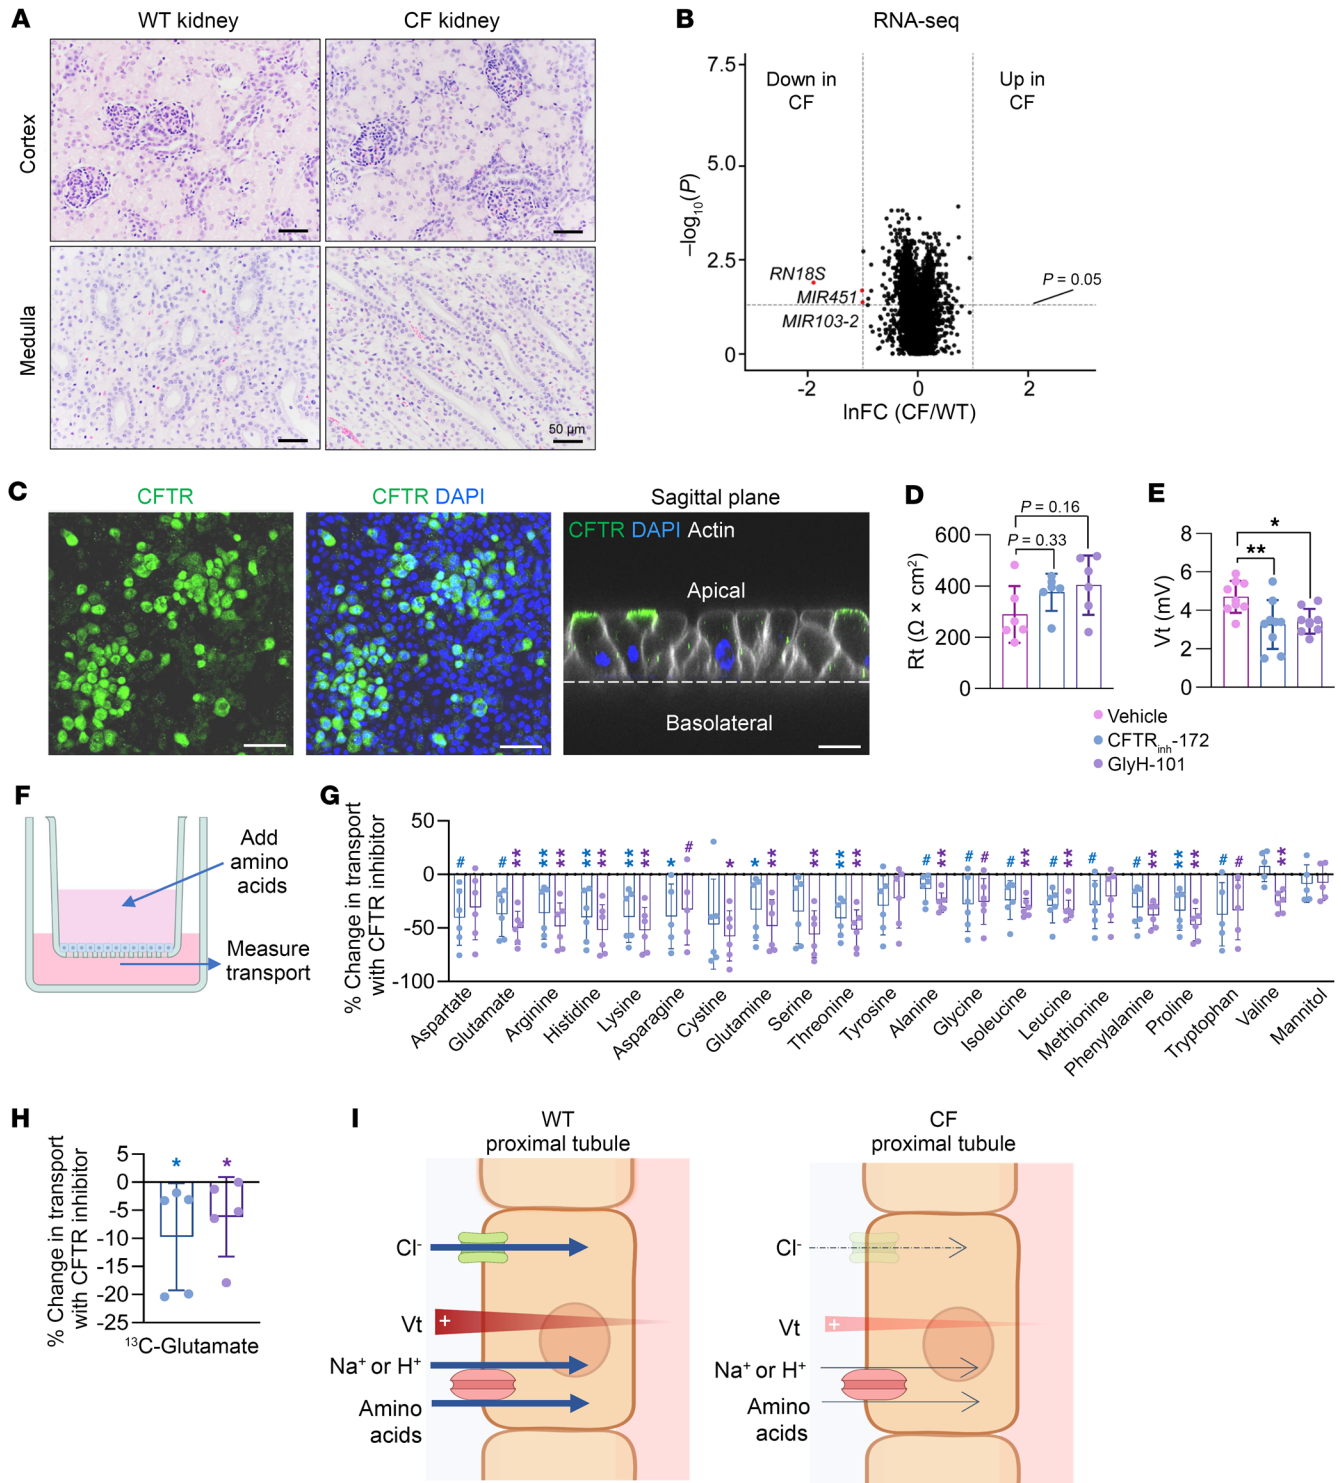 A
WT kidney
CF kidney
Cortex
Medulla
50 µm
B
RNA-seq
Down in
CF
Up in
CF
7.5
5.0
2.5
0
–log10(P)
RN18S
MIR451
MIR103-2
P = 0.05
-2
0
2
lnFC (CF/WT)
C
CFTR
CFTR DAPI
Sagittal plane
CFTR DAPI Actin
Apical
Basolateral
D
P = 0.16
P = 0.33
600
400
200
0
Rt (Ω × cm²)
E
*
**
8
6
4
2
0
Vt (mV)
Vehicle
CFTRinh-172
GlyH-101
F
Add
amino
acids
Measure
transport
G
% Change in transport
with CFTR inhibitor
50
0
-50
-100
# # ** ** ** ** ** ** ** * # * * ** ** ** ** # ** # # # ** # ** # # ** ** ** # # **
Aspartate
Glutamate
Arginine
Histidine
Lysine
Asparagine
Cystine
Glutamine
Serine
Threonine
Tyrosine
Alanine
Glycine
Isoleucine
Leucine
Methionine
Phenylalanine
Proline
Tryptophan
Valine
Mannitol
H
% Change in transport
with CFTR inhibitor
5
0
-5
-10
-15
-20
-25
* *
¹³C-Glutamate
I
WT
proximal tubule
Cl⁻
Vt
+
Na⁺ or H⁺
Amino
acids
CF
proximal tubule
Cl⁻
Vt
+
Na⁺ or H⁺
Amino
acids